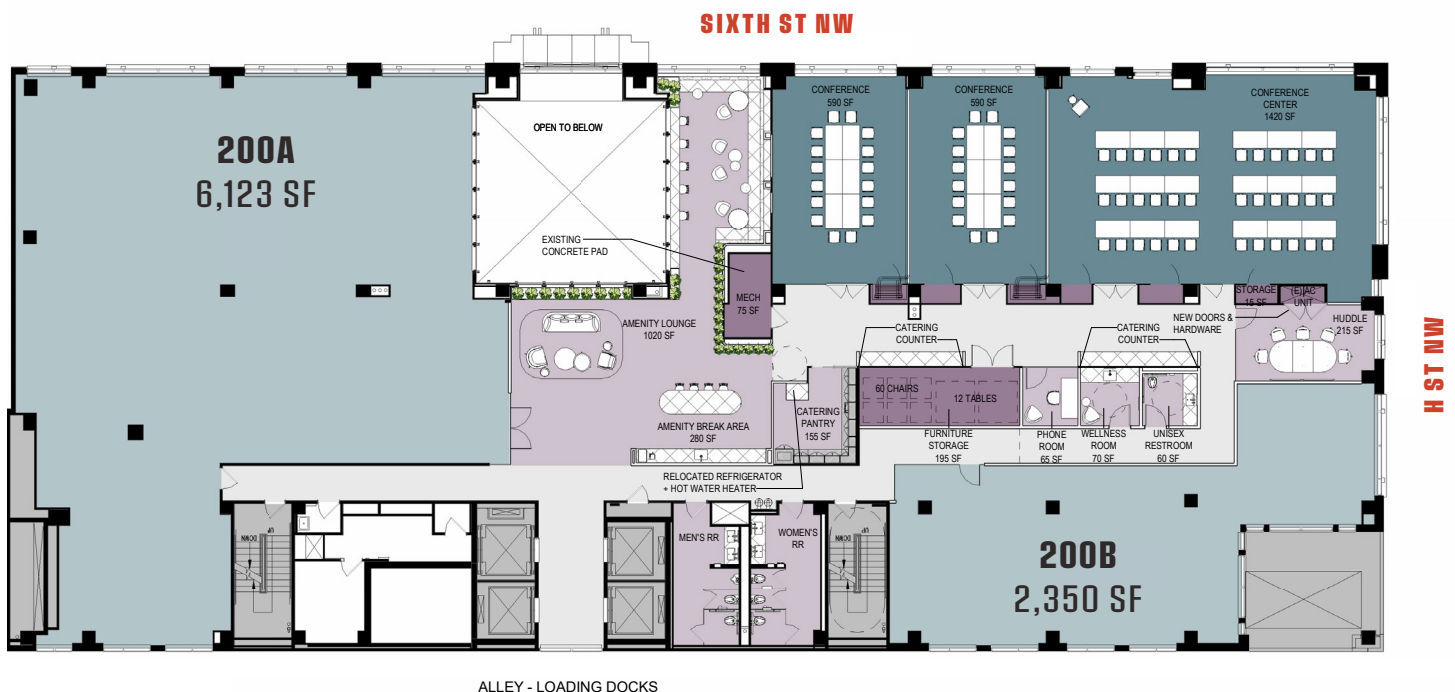 SIXTH ST NW
200A
6,123 SF
OPEN TO BELOW
EXISTING
CONCRETE PAD
MECH
75 SF
CONFERENCE
590 SF
CONFERENCE
590 SF
CONFERENCE
CENTER
1420 SF
STORAGE
15 SF
(E) AC
UNIT
NEW DOORS &
HARDWARE
HUDDLE
215 SF
H ST NW
AMENITY LOUNGE
1020 SF
CATERING
COUNTER
CATERING
COUNTER
60 CHAIRS
12 TABLES
AMENITY BREAK AREA
280 SF
CATERING
PANTRY
155 SF
FURNITURE
STORAGE
195 SF
PHONE
ROOM
65 SF
WELLNESS
ROOM
70 SF
UNISEX
RESTROOM
60 SF
RELOCATED REFRIGERATOR
+ HOT WATER HEATER
UP
DOWN
MEN'S RR
WOMEN'S
RR
UP
DOWN
200B
2,350 SF
ALLEY - LOADING DOCKS